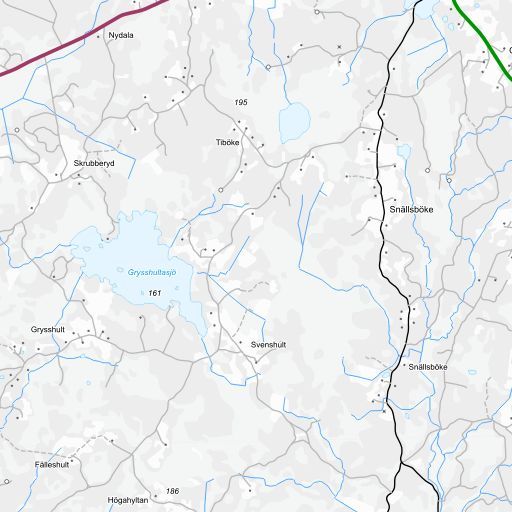 Nydala
195
Tiböke
Skrubberyd
Snällsböke
Grysshultasjö
161
Grysshult
Svenshult
Snällsböke
Fälleshult
186
Högahyltan